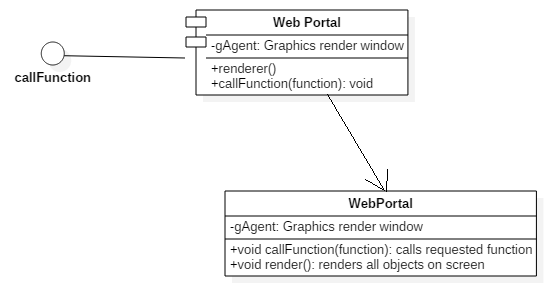 Web Portal
-gAgent: Graphics render window
+renderer()
+callFunction(function): void
callFunction
WebPortal
-gAgent: Graphics render window
+void callFunction(function): calls requested function
+void render(): renders all objects on screen